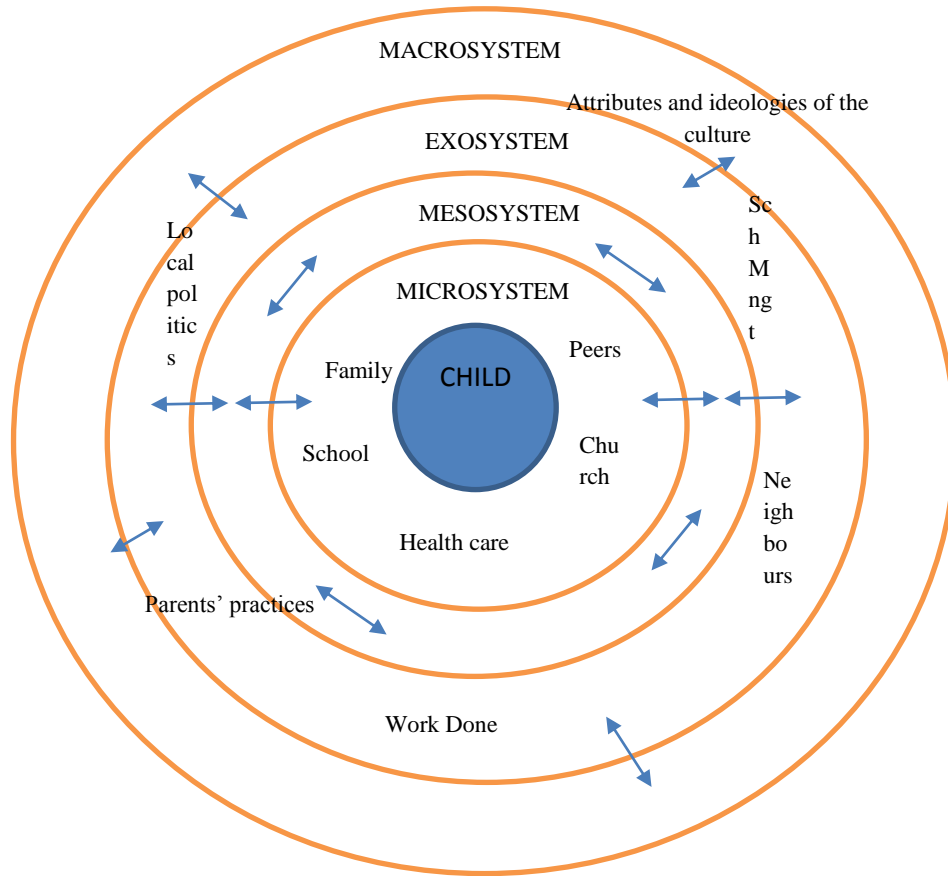 MACROSYSTEM
Attributes and ideologies of the
culture
EXOSYSTEM
MESOSYSTEM
Sc
h M
ngt
t
Lo
cal
pol
itic
s
MICROSYSTEM
Peers
Family
CHILD
School
Chu
rch
Ne
igh
bo
urs
Health care
Parents’ practices
Work Done